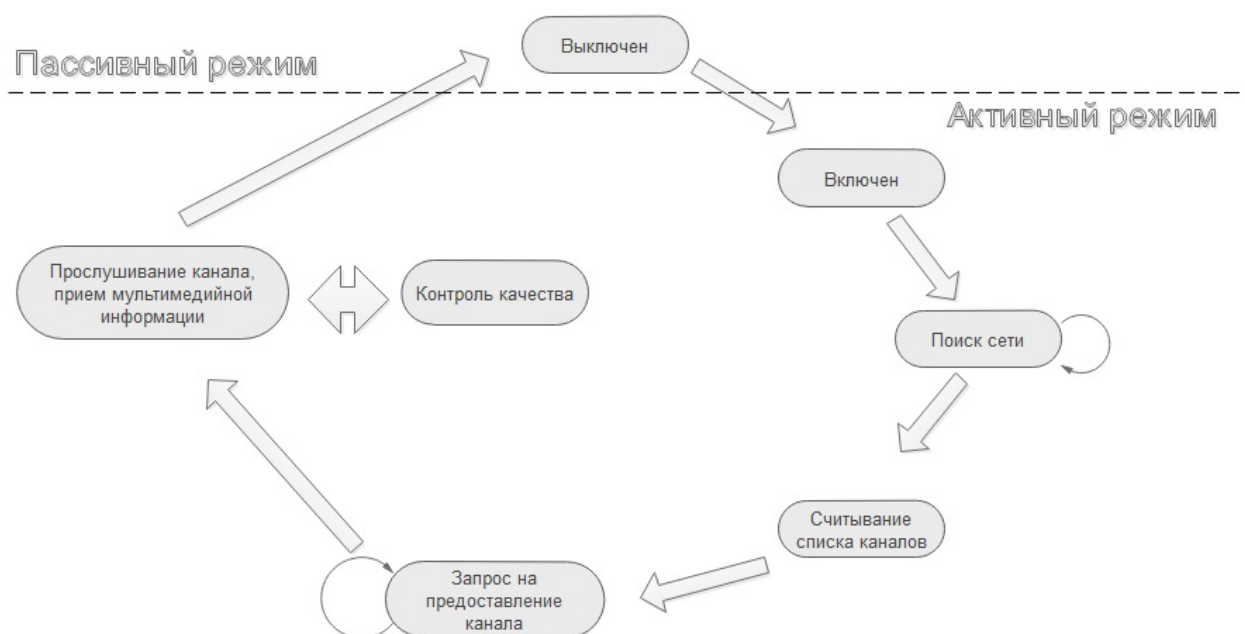 Выключен
Пассивный режим
Активный режим
Включен
Прослушивание канала,
прием мультимедийной
информации
Контроль качества
Поиск сети
Считывание
списка каналов
Запрос на
предоставление
канала